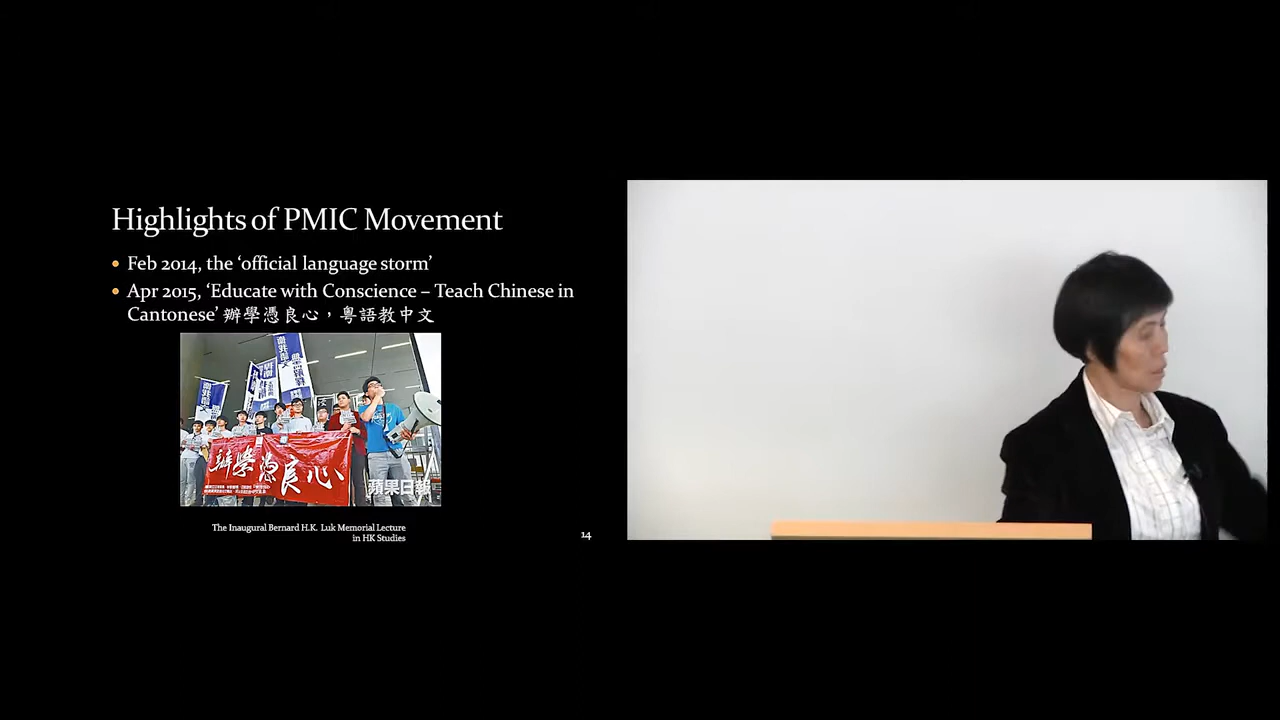 Highlights of PMIC Movement
Feb 2014, the ‘official language storm’
Apr 2015, ‘Educate with Conscience – Teach Chinese in
Cantonese’ 辦學憑良心，粵語教中文
辦學憑良心
蘋果日報
The Inaugural Bernard H.K. Luk Memorial Lecture
in HK Studies
14